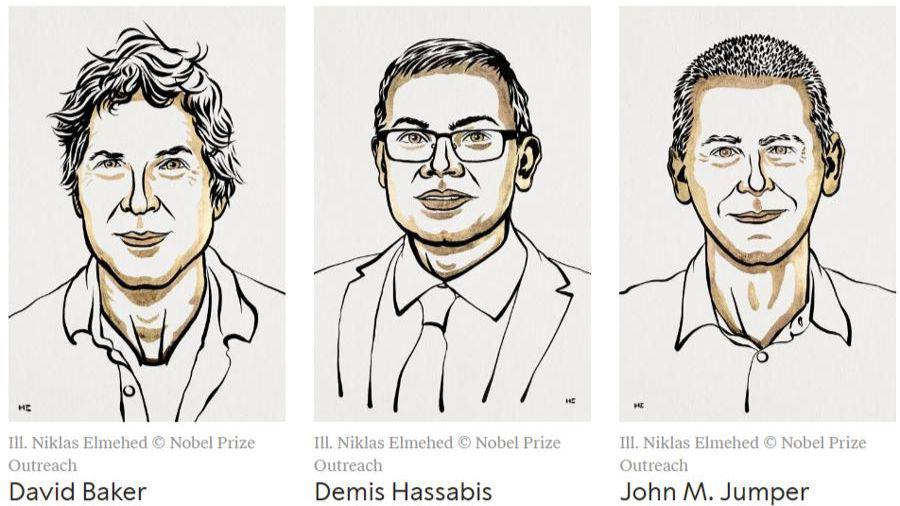 Ill. Niklas Elmehed © Nobel Prize
Outreach
David Baker
Ill. Niklas Elmehed © Nobel Prize
Outreach
Demis Hassabis
Ill. Niklas Elmehed © Nobel Prize
Outreach
John M. Jumper